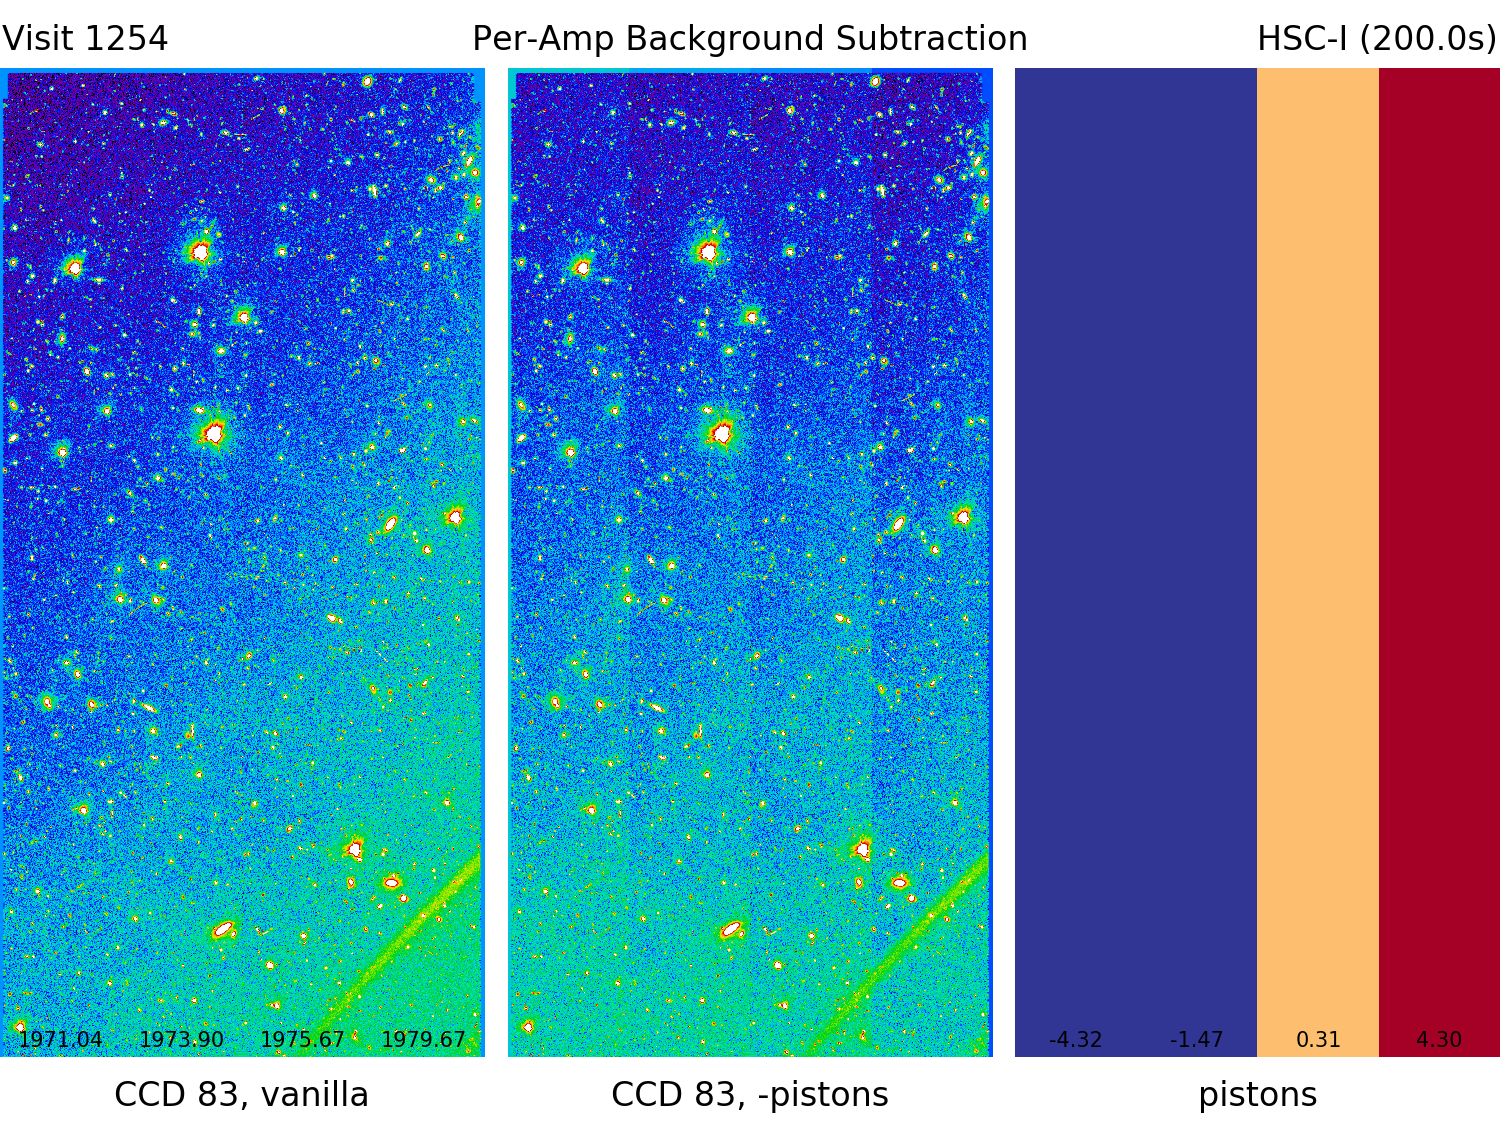 Visit 1254 Per-Amp Background Subtraction HSC-I (200.0s)
1971.04 1973.90 1975.67 1979.67 -4.32 -1.47 0.31 4.30
CCD 83, vanilla CCD 83, -pistons pistons